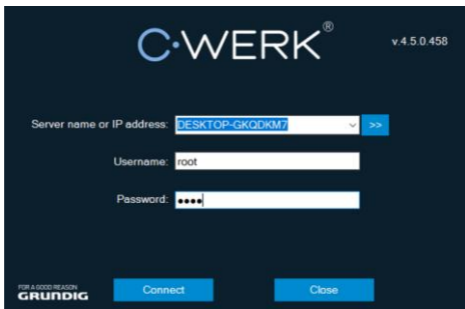 C·WERK®
v.4.5.0.458
Server name or IP address: DESKTOP-GKQDKM7 >>
Username: root
Password: ••••
FOR A GOOD REASON
GRUNDIG
Connect Close